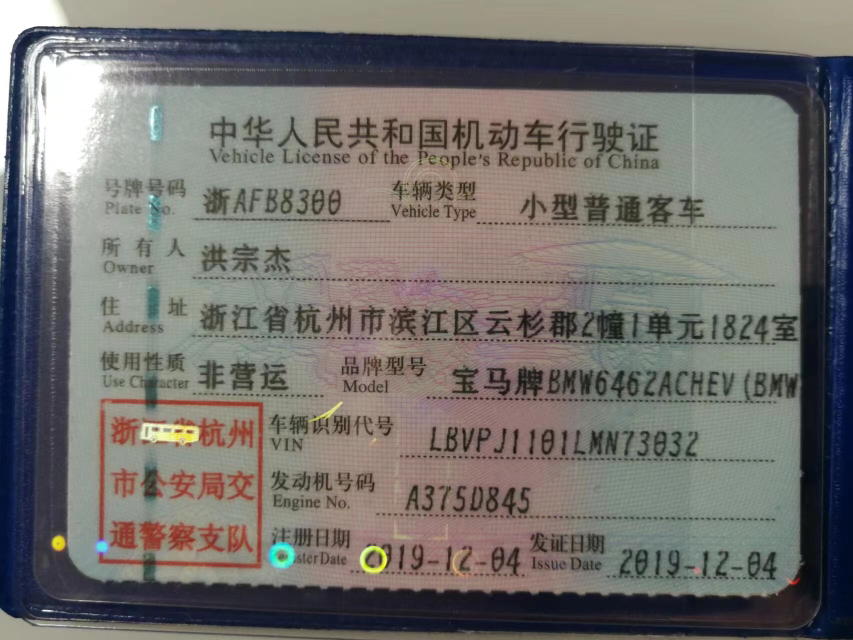 中华人民共和国机动车行驶证
Vehicle License of the People's Republic of China
号牌号码 浙AFB8300 车辆类型 小型普通客车
Plate No. Vehicle Type
所有人 洪宗杰
Owner
住址 浙江省杭州市滨江区云杉郡2幢1单元1824室
Address
使用性质 非营运 品牌型号 宝马牌BMW6462ACHEV(BMW
Use Character Model
浙江省杭州
市公安局交
通警察支队
车辆识别代号 LBVPJ1101LMN73032
VIN
发动机号码 A375D845
Engine No.
注册日期 2019-12-04 发证日期 2019-12-04
Register Date Issue Date